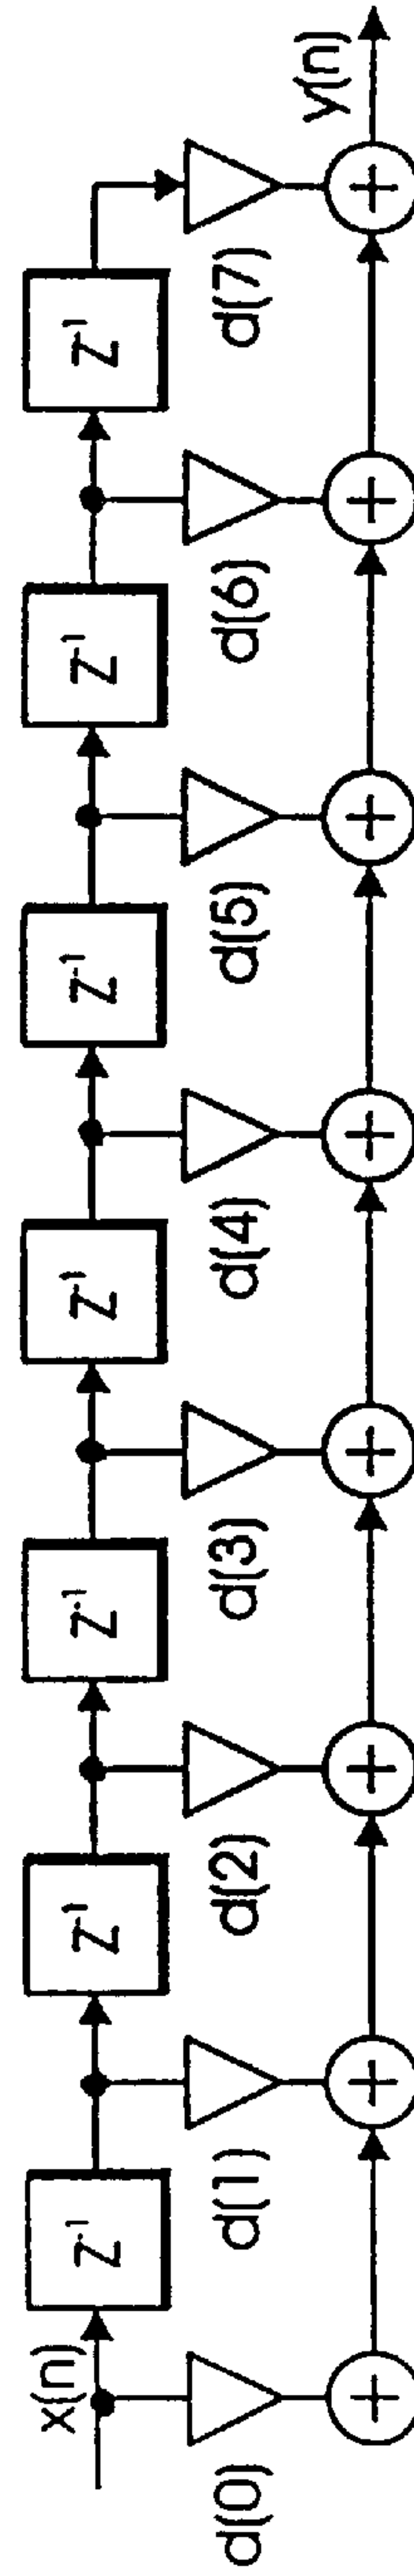 x(n)
Z⁻¹ Z⁻¹ Z⁻¹ Z⁻¹ Z⁻¹ Z⁻¹ Z⁻¹
d(0) d(1) d(2) d(3) d(4) d(5) d(6) d(7)
+ + + + + + + +
y(n)